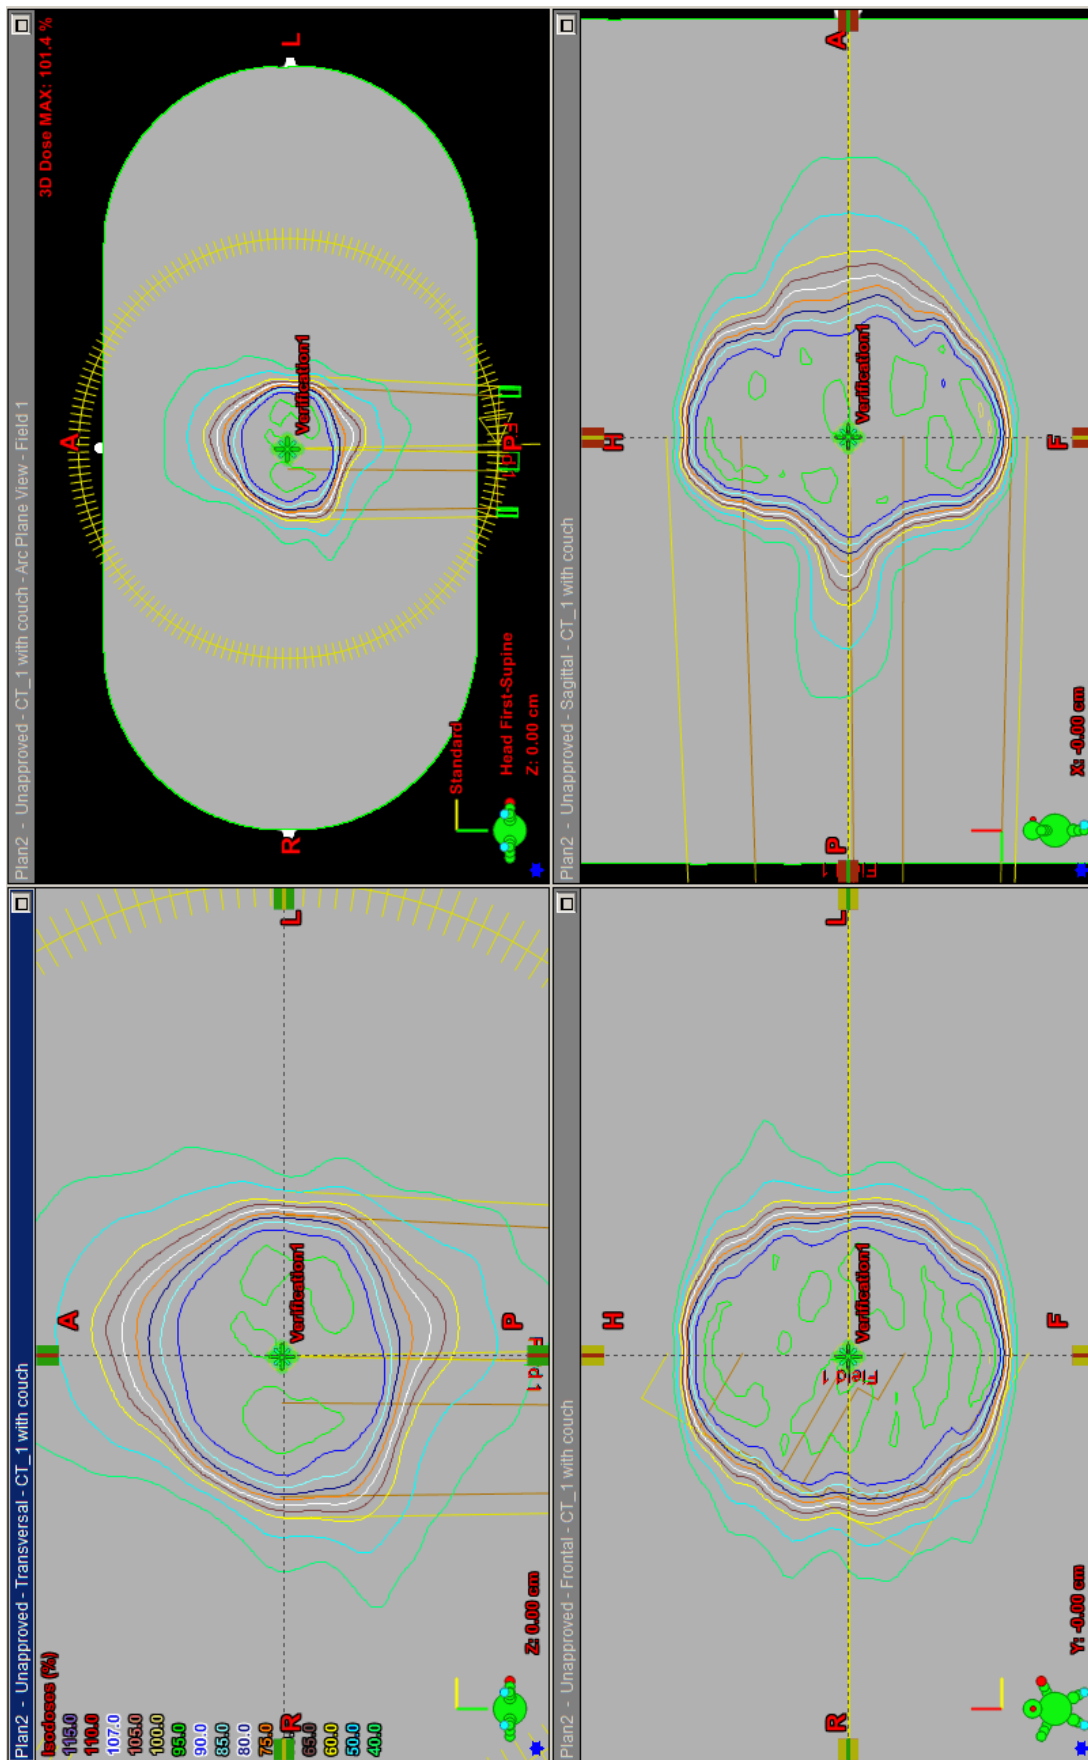 Plan2 - Unapproved - Transversal - CT_1 with couch
Isodoses (%)
115.0
110.0
107.0
105.0
100.0
95.0
90.0
85.0
80.0
75.0
65.0
60.0
50.0
40.0
A
R
L
P
Verification1
d 1
Z: 0.00 cm
Plan2 - Unapproved - CT_1 with couch - Arc Plane View - Field 1
3D Dose MAX: 101.4 %
A
R
L
P
Verification1
Standard
Head First-Supine
Z: 0.00 cm
Plan2 - Unapproved - Frontal - CT_1 with couch
H
R
L
F
Verification1
Field 1
Y: -0.00 cm
Plan2 - Unapproved - Sagittal - CT_1 with couch
H
P
A
F
Verification1
X: -0.00 cm